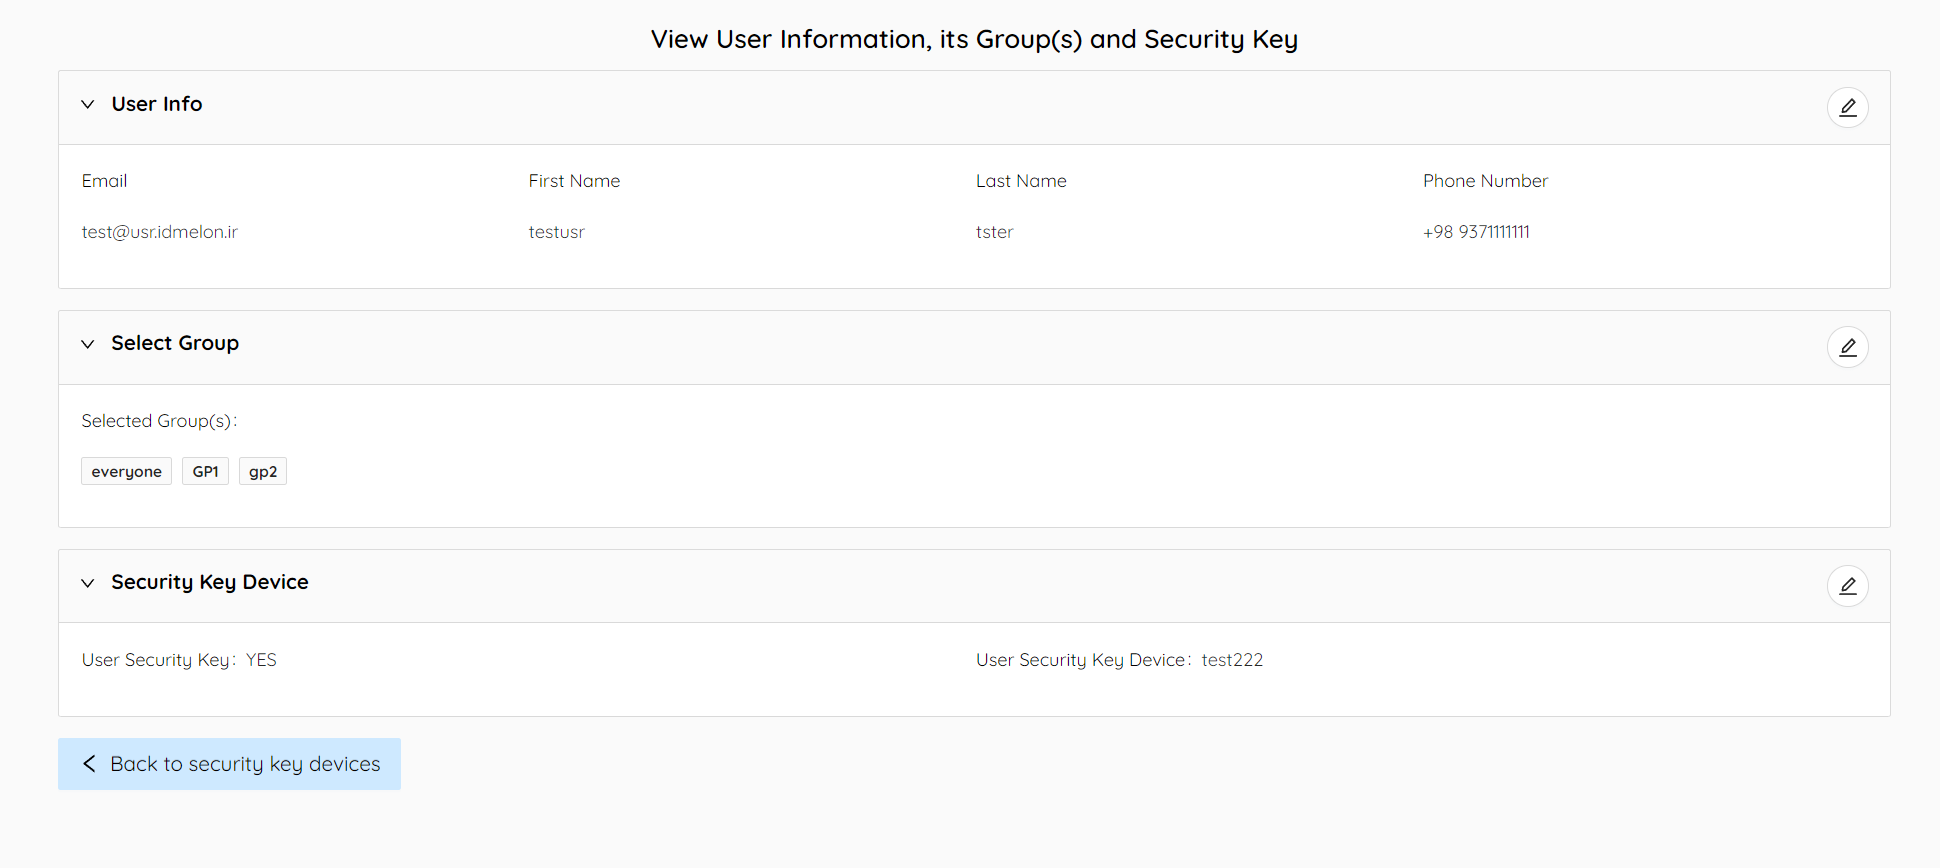 View User Information, its Group(s) and Security Key
User Info
Email First Name Last Name Phone Number
test@usr.idmelon.ir testusr tster +98 9371111111
Select Group
Selected Group(s):
everyone GP1 gp2
Security Key Device
User Security Key: YES User Security Key Device: test222
Back to security key devices